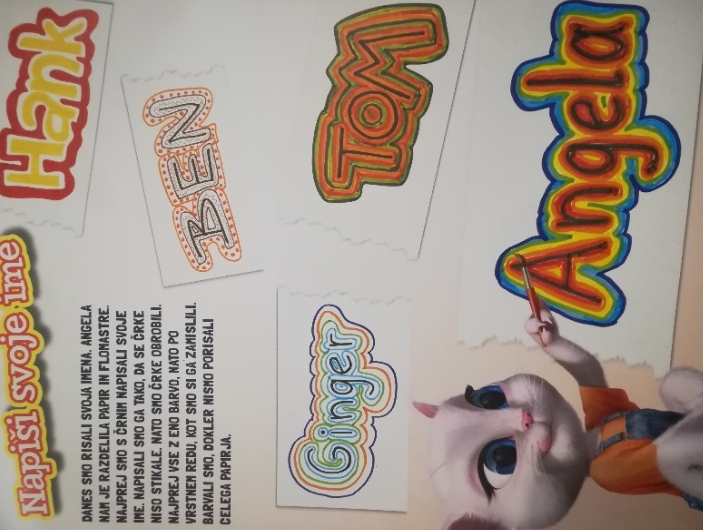 Napiši svoje ime
DANES SMO RISALI SVOJA IMENA. ANGELA
NAM JE RAZDELILA PAPIR IN FLOMASTRE.
NAJPREJ SMO S ČRNIM NAPISALI SVOJE
IME. NAPISALI SMO GA TAKO, DA SE ČRKE
NISO STIKALE. NATO SMO ČRKE OBROBILI.
NAJPREJ VSE Z ENO BARVO, NATO PO
VRSTNEM REDU, KOT SMO SI GA ZAMISLILI.
BARVALI SMO, DOKLER NISMO PORISALI
CELEGA PAPIRJA.
Hank
BEN
TOM
Ginger
Angela